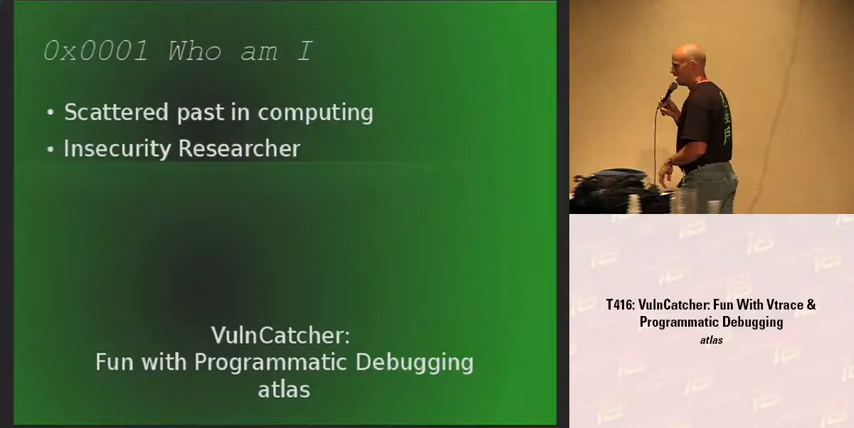 0x0001 Who am I
• Scattered past in computing
• Insecurity Researcher
VulnCatcher:
Fun with Programmatic Debugging
atlas
T416: VulnCatcher: Fun With Vtrace &
Programmatic Debugging
atlas